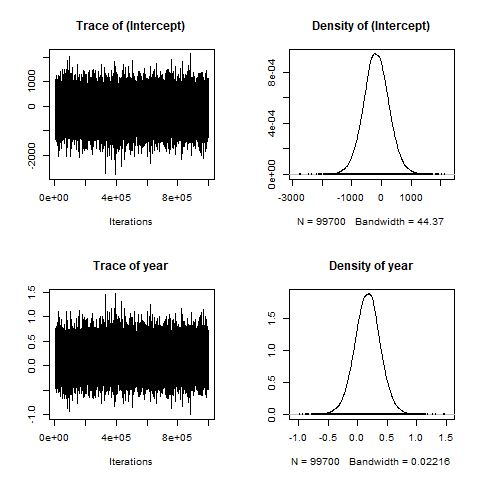 Trace of (Intercept)
1000
0
-2000
0e+00 4e+05 8e+05
Iterations
Density of (Intercept)
8e-04
4e-04
0e+00
-3000 -1000 0 1000
N = 99700 Bandwidth = 44.37
Trace of year
1.5
1.0
0.5
0.0
-1.0
0e+00 4e+05 8e+05
Iterations
Density of year
1.5
1.0
0.5
0.0
-1.0 -0.5 0.0 0.5 1.0 1.5
N = 99700 Bandwidth = 0.02216